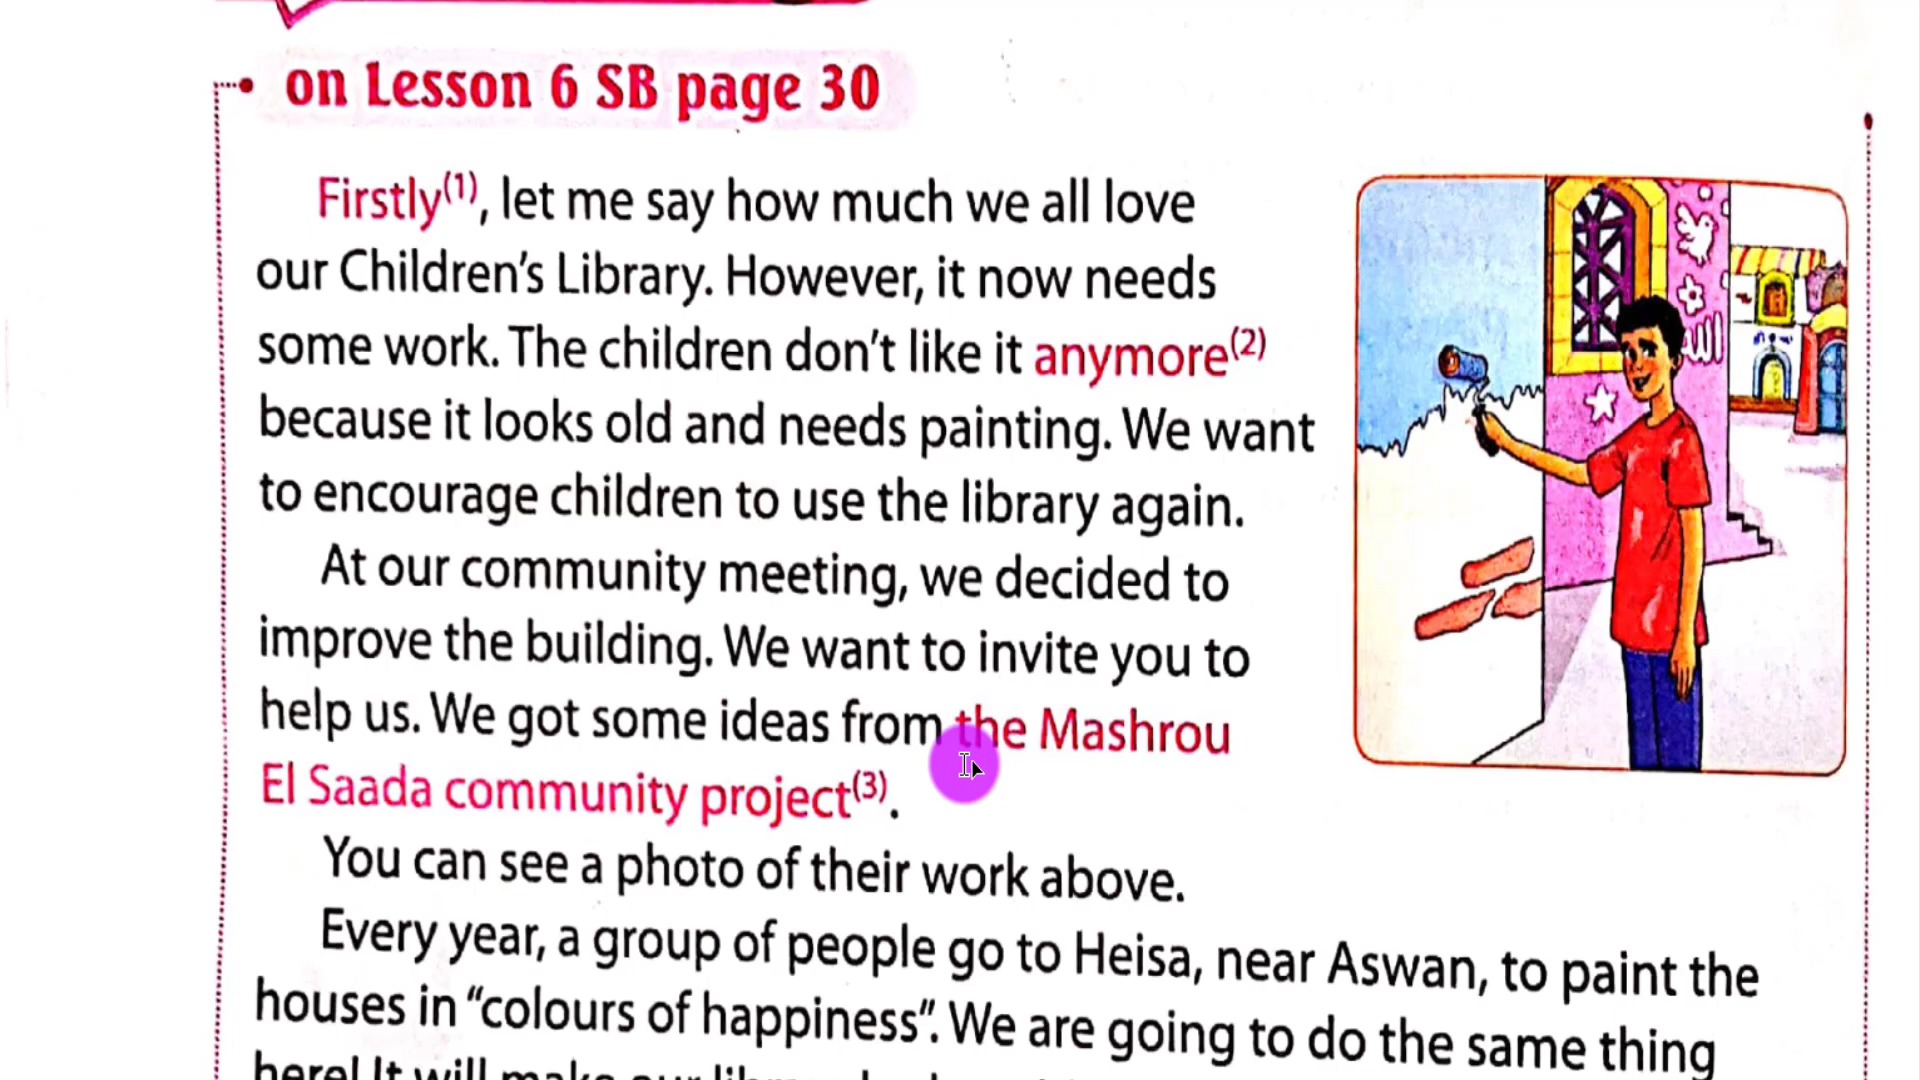 on Lesson 6 SB page 30
Firstly(1), let me say how much we all love
our Children's Library. However, it now needs
some work. The children don't like it anymore(2)
because it looks old and needs painting. We want
to encourage children to use the library again.
At our community meeting, we decided to
improve the building. We want to invite you to
help us. We got some ideas from the Mashrou
El Saada community project(3).
You can see a photo of their work above.
Every year, a group of people go to Heisa, near Aswan, to paint the
houses in "colours of happiness". We are going to do the same thing
here! It will make our